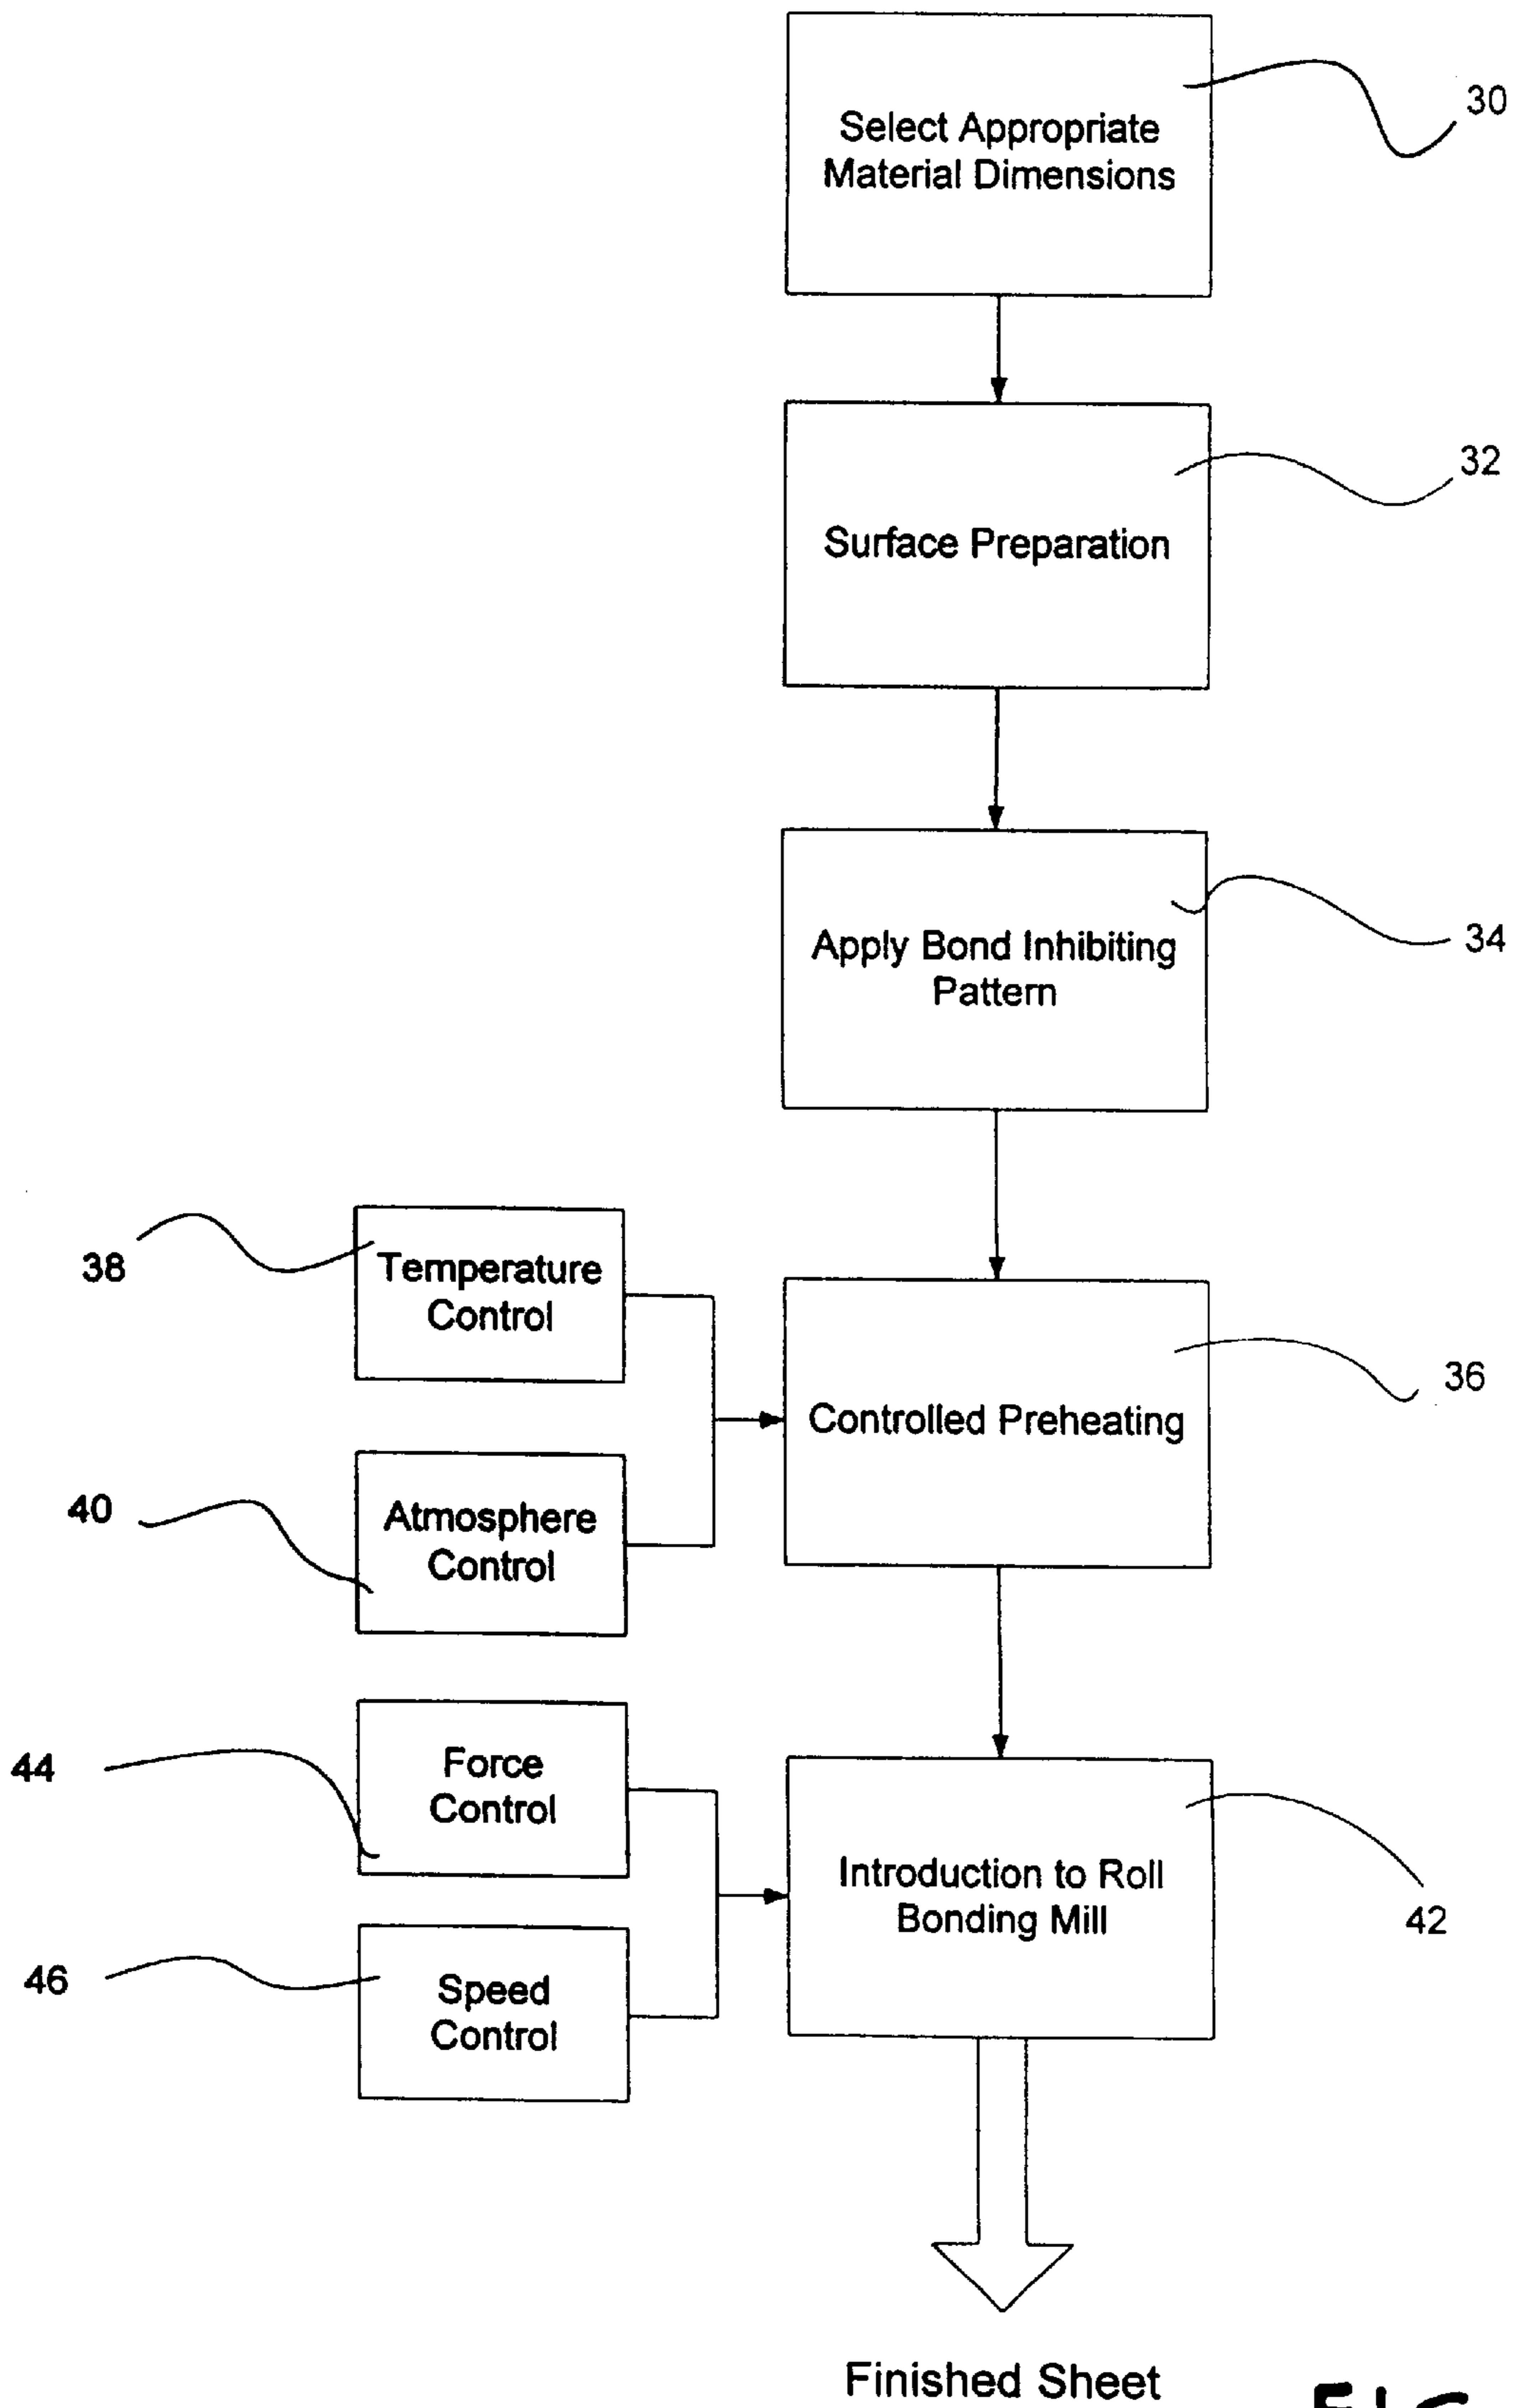 Select Appropriate
Material Dimensions
30
Surface Preparation
32
Apply Bond Inhibiting
Pattern
34
38
Temperature
Control
Controlled Preheating
36
40
Atmosphere
Control
44
Force
Control
Introduction to Roll
Bonding Mill
42
46
Speed
Control
Finished Sheet